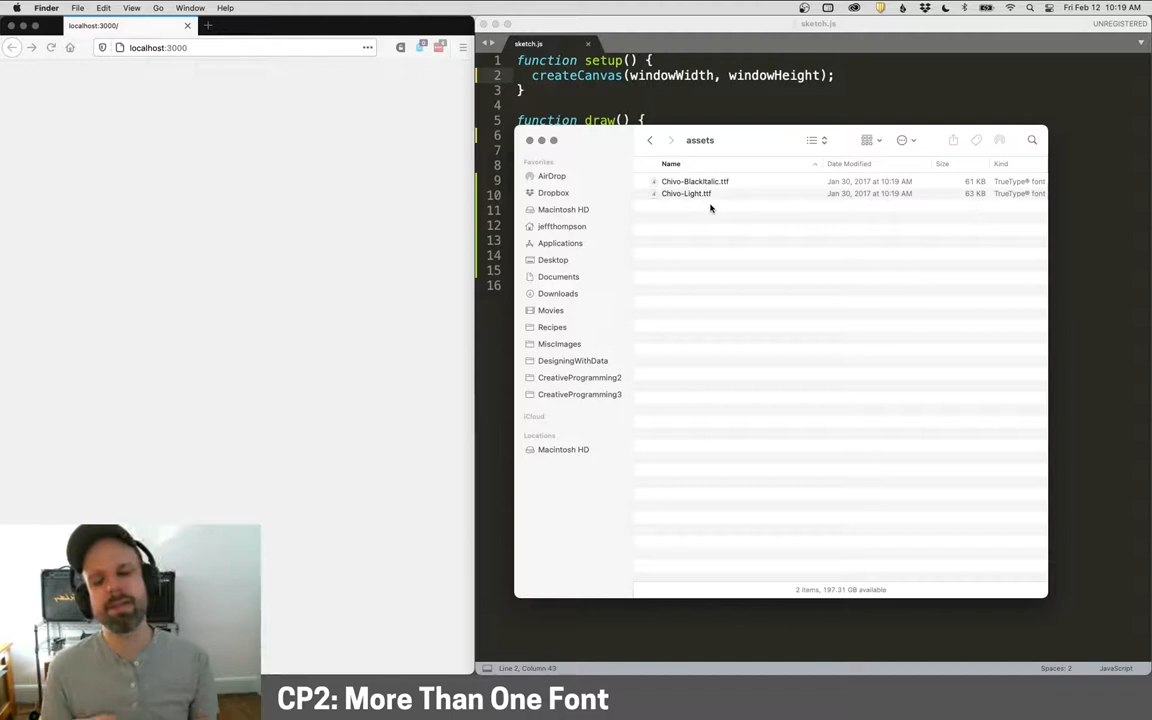 Finder File Edit View Go Window Help
Fri Feb 12 10:19 AM
localhost:3000/
sketch.js
UNREGISTERED
localhost:3000
sketch.js
1 function setup() {
2 createCanvas(windowWidth, windowHeight);
3 }
4
5 function draw() {
6
7
8
9
10
11
12
13
14
15
16
assets
Favorites
AirDrop
Dropbox
Macintosh HD
jeffthompson
Applications
Desktop
Documents
Downloads
Movies
Recipes
MiscImages
DesigningWithData
CreativeProgramming2
CreativeProgramming3
iCloud
Locations
Macintosh HD
Name Date Modified Size Kind
Chivo-BlackItalic.ttf Jan 30, 2017 at 10:19 AM 61 KB TrueType® font
Chivo-Light.ttf Jan 30, 2017 at 10:19 AM 63 KB TrueType® font
2 items, 197.31 GB available
Line 2, Column 43 Spaces: 2 JavaScript
CP2: More Than One Font